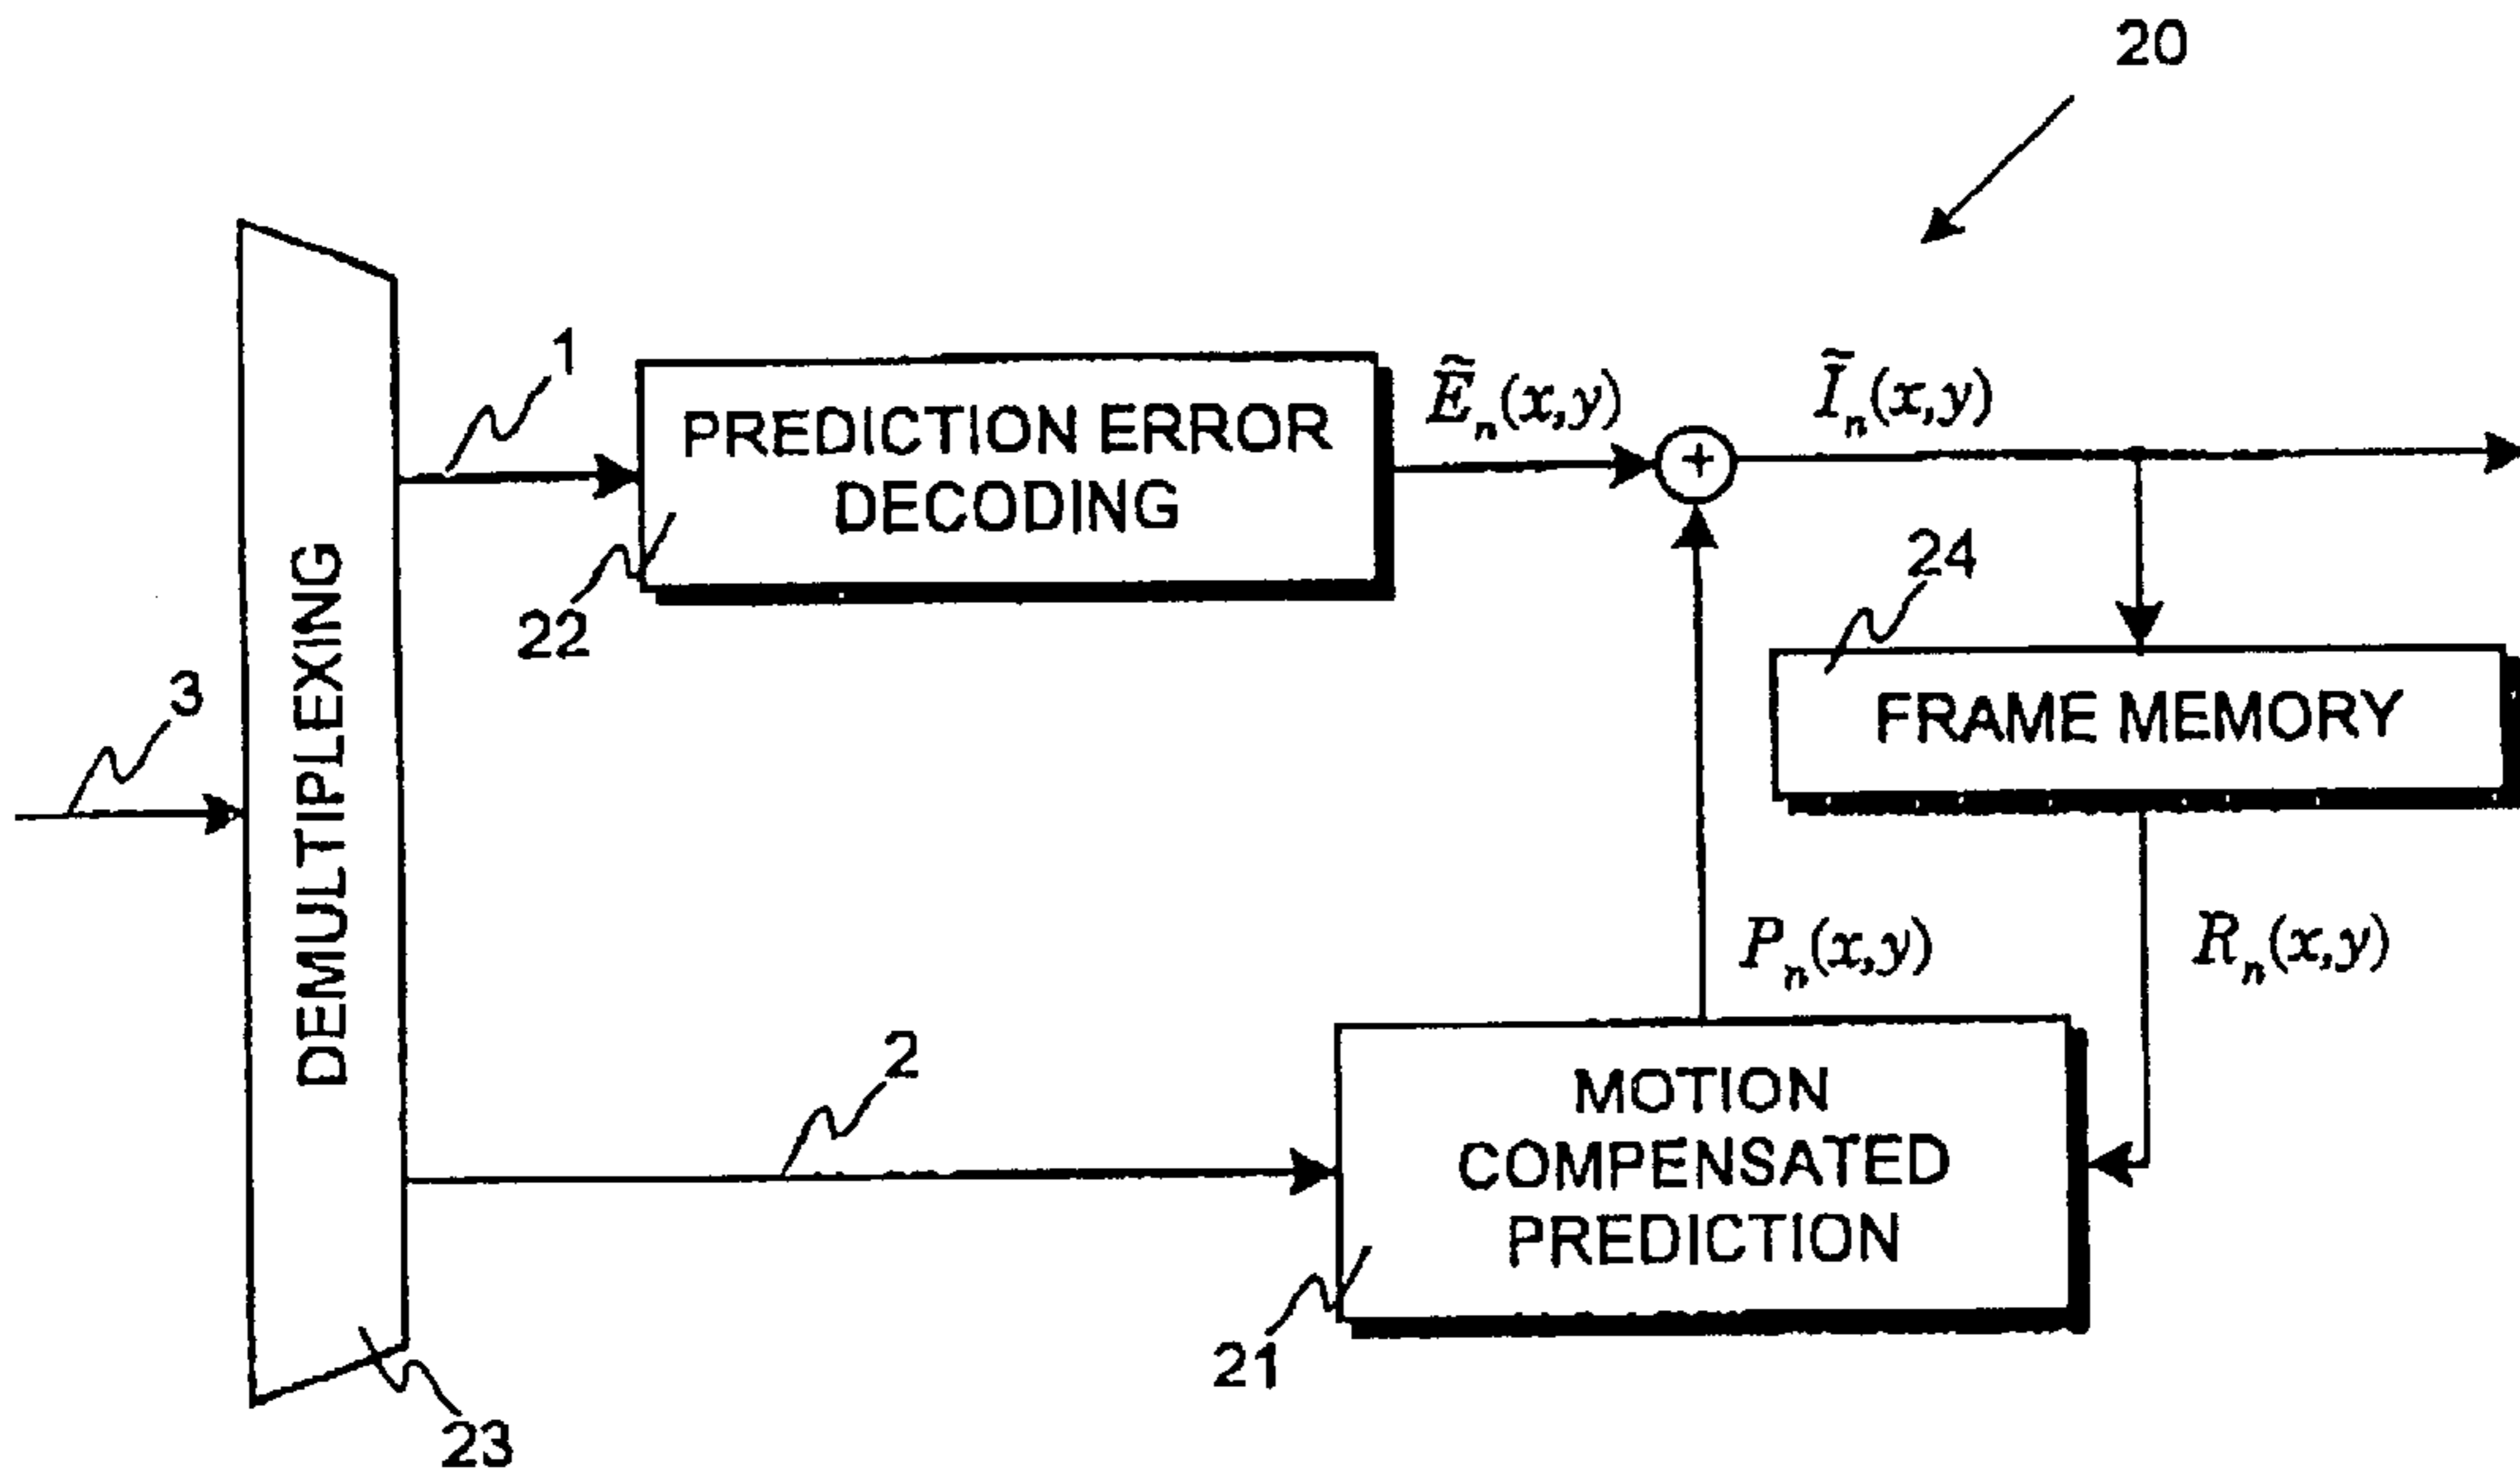 20
1
PREDICTION ERROR
DECODING
Ẽn(x,y)
+
Ĩn(x,y)
22
24
3
FRAME MEMORY
DEMULTIPLEXING
Pn(x,y)
Rn(x,y)
2
MOTION
COMPENSATED
PREDICTION
21
23